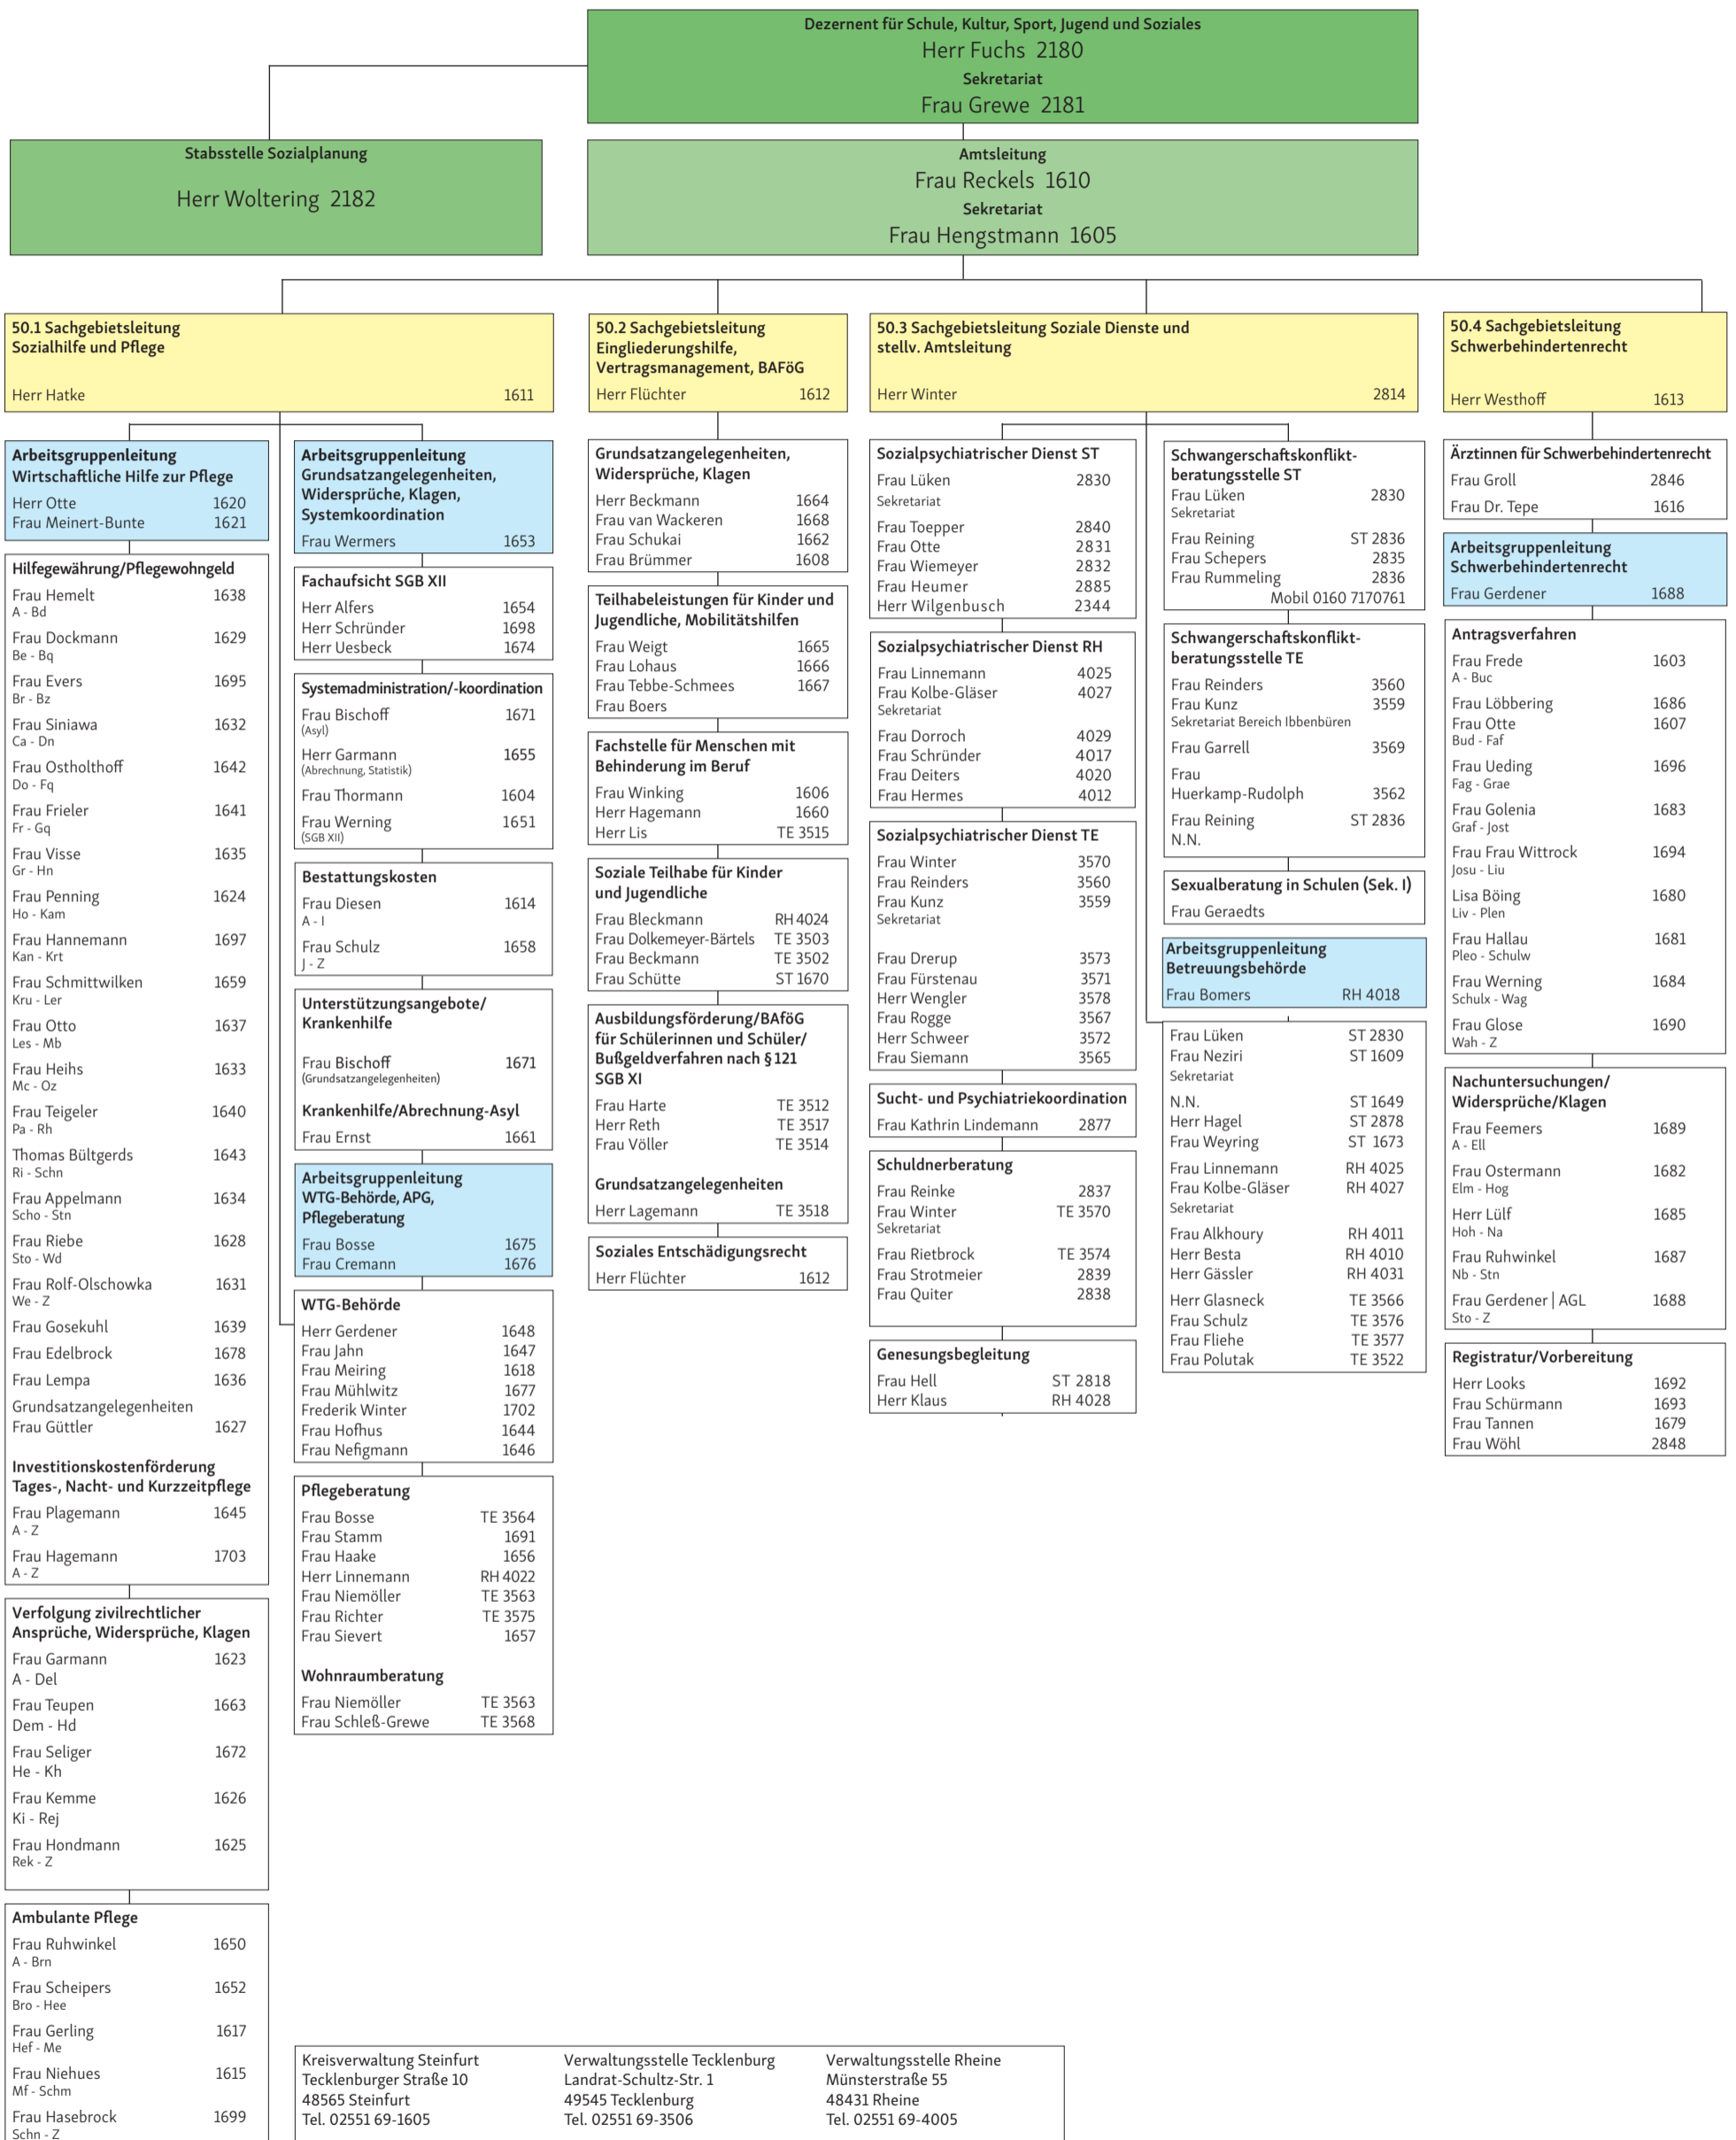 Dezernent für Schule, Kultur, Sport, Jugend und Soziales
Herr Fuchs 2180
Sekretariat
Frau Grewe 2181
Stabsstelle Sozialplanung
Herr Woltering 2182
Amtsleitung
Frau Reckels 1610
Sekretariat
Frau Hengstmann 1605
50.1 Sachgebietsleitung
Sozialhilfe und Pflege
Herr Hatke 1611
Arbeitsgruppenleitung
Wirtschaftliche Hilfe zur Pflege
Herr Otte 1620
Frau Meinert-Bunte 1621
Hilfegewährung/Pflegewohngeld
Frau Hemelt 1638
A - Bd
Frau Dockmann 1629
Be - Bq
Frau Evers 1695
Br - Bz
Frau Siniawa 1632
Ca - Dn
Frau Ostholthoff 1642
Do - Fq
Frau Frieler 1641
Fr - Gq
Frau Visse 1635
Gr - Hn
Frau Penning 1624
Ho - Kam
Frau Hannemann 1697
Kan - Krt
Frau Schmittwilken 1659
Kru - Ler
Frau Otto 1637
Les - Mb
Frau Heihs 1633
Mc - Oz
Frau Teigeler 1640
Pa - Rh
Thomas Bültgerds 1643
Ri - Schn
Frau Appelmann 1634
Scho - Stn
Frau Riebe 1628
Sto - Wd
Frau Rolf-Olschowka 1631
We - Z
Frau Gosekuhl 1639
Frau Edelbrock 1678
Frau Lempa 1636
Grundsatzangelegenheiten
Frau Güttler 1627
Investitionskostenförderung
Tages-, Nacht- und Kurzzeitpflege
Frau Plagemann 1645
A - Z
Frau Hagemann 1703
A - Z
Verfolgung zivilrechtlicher
Ansprüche, Widersprüche, Klagen
Frau Garmann 1623
A - Del
Frau Teupen 1663
Dem - Hd
Frau Seliger 1672
He - Kh
Frau Kemme 1626
Ki - Rej
Frau Hondmann 1625
Rek - Z
Ambulante Pflege
Frau Ruhwinkel 1650
A - Brn
Frau Scheipers 1652
Bro - Hee
Frau Gerling 1617
Hef - Me
Frau Niehues 1615
Mf - Schm
Frau Hasebrock 1699
Schn - Z
Arbeitsgruppenleitung
Grundsatzangelegenheiten,
Widersprüche, Klagen,
Systemkoordination
Frau Wermers 1653
Fachaufsicht SGB XII
Herr Alfers 1654
Herr Schründer 1698
Herr Uesbeck 1674
Systemadministration/-koordination
Frau Bischoff 1671
(Asyl)
Herr Garmann 1655
(Abrechnung, Statistik)
Frau Thormann 1604
Frau Werning 1651
(SGB XII)
Bestattungskosten
Frau Diesen 1614
A - I
Frau Schulz 1658
J - Z
Unterstützungsangebote/
Krankenhilfe
Frau Bischoff 1671
(Grundsatzangelegenheiten)
Krankenhilfe/Abrechnung-Asyl
Frau Ernst 1661
Arbeitsgruppenleitung
WTG-Behörde, APG,
Pflegeberatung
Frau Bosse 1675
Frau Cremann 1676
WTG-Behörde
Herr Gerdener 1648
Frau Jahn 1647
Frau Meiring 1618
Frau Mühlwitz 1677
Frederik Winter 1702
Frau Hofhus 1644
Frau Nefigmann 1646
Pflegeberatung
Frau Bosse TE 3564
Frau Stamm 1691
Frau Haake 1656
Herr Linnemann RH 4022
Frau Niemöller TE 3563
Frau Richter TE 3575
Frau Sievert 1657
Wohnraumberatung
Frau Niemöller TE 3563
Frau Schleß-Grewe TE 3568
50.2 Sachgebietsleitung
Eingliederungshilfe,
Vertragsmanagement, BAFöG
Herr Flüchter 1612
Grundsatzangelegenheiten,
Widersprüche, Klagen
Herr Beckmann 1664
Frau van Wackeren 1668
Frau Schukai 1662
Frau Brümmer 1608
Teilhabeleistungen für Kinder und
Jugendliche, Mobilitätshilfen
Frau Weigt 1665
Frau Lohaus 1666
Frau Tebbe-Schmees 1667
Frau Boers
Fachstelle für Menschen mit
Behinderung im Beruf
Frau Winking 1606
Herr Hagemann 1660
Herr Lis TE 3515
Soziale Teilhabe für Kinder
und Jugendliche
Frau Bleckmann RH 4024
Frau Dolkemeyer-Bärtels TE 3503
Frau Beckmann TE 3502
Frau Schütte ST 1670
Ausbildungsförderung/BAföG
für Schülerinnen und Schüler/
Bußgeldverfahren nach § 121
SGB XI
Frau Harte TE 3512
Herr Reth TE 3517
Frau Völler TE 3514
Grundsatzangelegenheiten
Herr Lagemann TE 3518
Soziales Entschädigungsrecht
Herr Flüchter 1612
50.3 Sachgebietsleitung Soziale Dienste und
stellv. Amtsleitung
Herr Winter 2814
Sozialpsychiatrischer Dienst ST
Frau Lüken 2830
Sekretariat
Frau Toepper 2840
Frau Otte 2831
Frau Wiemeyer 2832
Frau Heumer 2885
Herr Wilgenbusch 2344
Sozialpsychiatrischer Dienst RH
Frau Linnemann 4025
Frau Kolbe-Gläser 4027
Sekretariat
Frau Dorroch 4029
Frau Schründer 4017
Frau Deiters 4020
Frau Hermes 4012
Sozialpsychiatrischer Dienst TE
Frau Winter 3570
Frau Reinders 3560
Frau Kunz 3559
Sekretariat
Frau Drerup 3573
Frau Fürstenau 3571
Herr Wengler 3578
Frau Rogge 3567
Herr Schweer 3572
Frau Siemann 3565
Sucht- und Psychiatriekoordination
Frau Kathrin Lindemann 2877
Schuldnerberatung
Frau Reinke 2837
Frau Winter TE 3570
Sekretariat
Frau Rietbrock TE 3574
Frau Strotmeier 2839
Frau Quiter 2838
Genesungsbegleitung
Frau Hell ST 2818
Herr Klaus RH 4028
Schwangerschaftskonflikt-
beratungsstelle ST
Frau Lüken 2830
Sekretariat
Frau Reining ST 2836
Frau Schepers 2835
Frau Rummeling 2836
Mobil 0160 7170761
Schwangerschaftskonflikt-
beratungsstelle TE
Frau Reinders 3560
Frau Kunz 3559
Sekretariat Bereich Ibbenbüren
Frau Garrell 3569
Frau
Huerkamp-Rudolph 3562
Frau Reining ST 2836
N.N.
Sexualberatung in Schulen (Sek. I)
Frau Geraedts
Arbeitsgruppenleitung
Betreuungsbehörde
Frau Bomers RH 4018
Frau Lüken ST 2830
Frau Neziri ST 1609
Sekretariat
N.N. ST 1649
Herr Hagel ST 2878
Frau Weyring ST 1673
Frau Linnemann RH 4025
Frau Kolbe-Gläser RH 4027
Sekretariat
Frau Alkhoury RH 4011
Herr Besta RH 4010
Herr Gässler RH 4031
Herr Glasneck TE 3566
Frau Schulz TE 3576
Frau Fliehe TE 3577
Frau Polutak TE 3522
50.4 Sachgebietsleitung
Schwerbehindertenrecht
Herr Westhoff 1613
Ärztinnen für Schwerbehindertenrecht
Frau Groll 2846
Frau Dr. Tepe 1616
Arbeitsgruppenleitung
Schwerbehindertenrecht
Frau Gerdener 1688
Antragsverfahren
Frau Frede 1603
A - Buc
Frau Löbbering 1686
Frau Otte 1607
Bud - Faf
Frau Ueding 1696
Fag - Grae
Frau Golenia 1683
Graf - Jost
Frau Frau Wittrock 1694
Josu - Liu
Lisa Böing 1680
Liv - Plen
Frau Hallau 1681
Pleo - Schulw
Frau Werning 1684
Schulx - Wag
Frau Glose 1690
Wah - Z
Nachuntersuchungen/
Widersprüche/Klagen
Frau Feemers 1689
A - Ell
Frau Ostermann 1682
Elm - Hog
Herr Lülf 1685
Hoh - Na
Frau Ruhwinkel 1687
Nb - Stn
Frau Gerdener | AGL 1688
Sto - Z
Registratur/Vorbereitung
Herr Looks 1692
Frau Schürmann 1693
Frau Tannen 1679
Frau Wöhl 2848
Kreisverwaltung Steinfurt
Tecklenburger Straße 10
48565 Steinfurt
Tel. 02551 69-1605
Verwaltungsstelle Tecklenburg
Landrat-Schultz-Str. 1
49545 Tecklenburg
Tel. 02551 69-3506
Verwaltungsstelle Rheine
Münsterstraße 55
48431 Rheine
Tel. 02551 69-4005